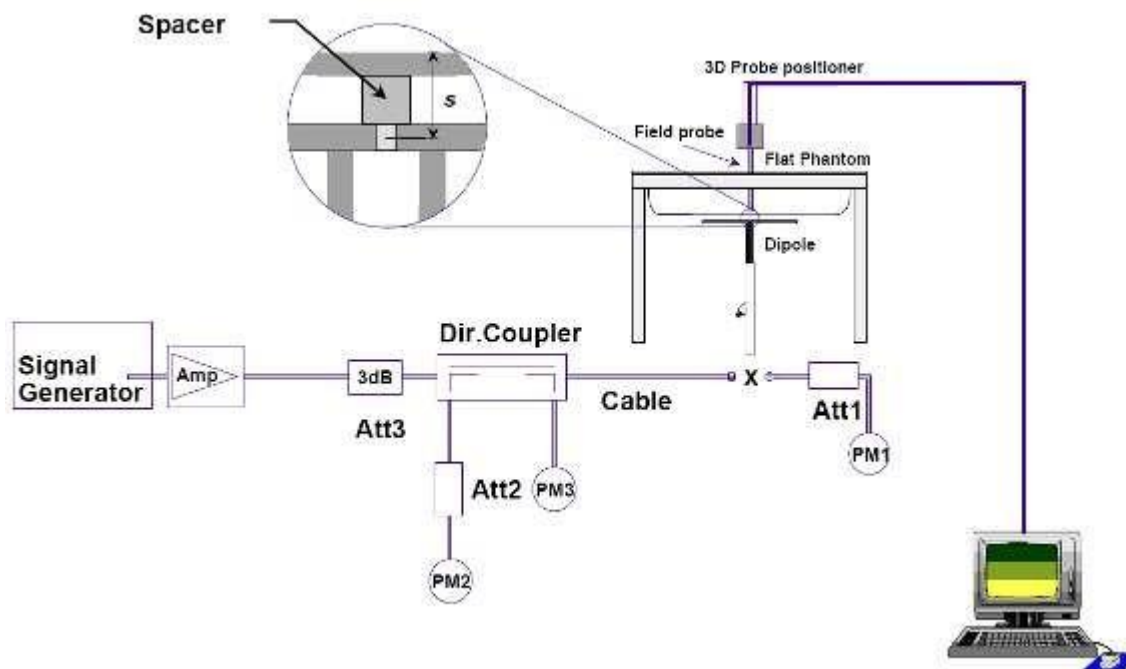 Spacer
s
3D Probe positioner
Field probe
Flat Phantom
Dipole
Signal
Generator
Amp
3dB
Att3
Dir.Coupler
Cable
X
Att1
PM1
Att2
PM3
PM2